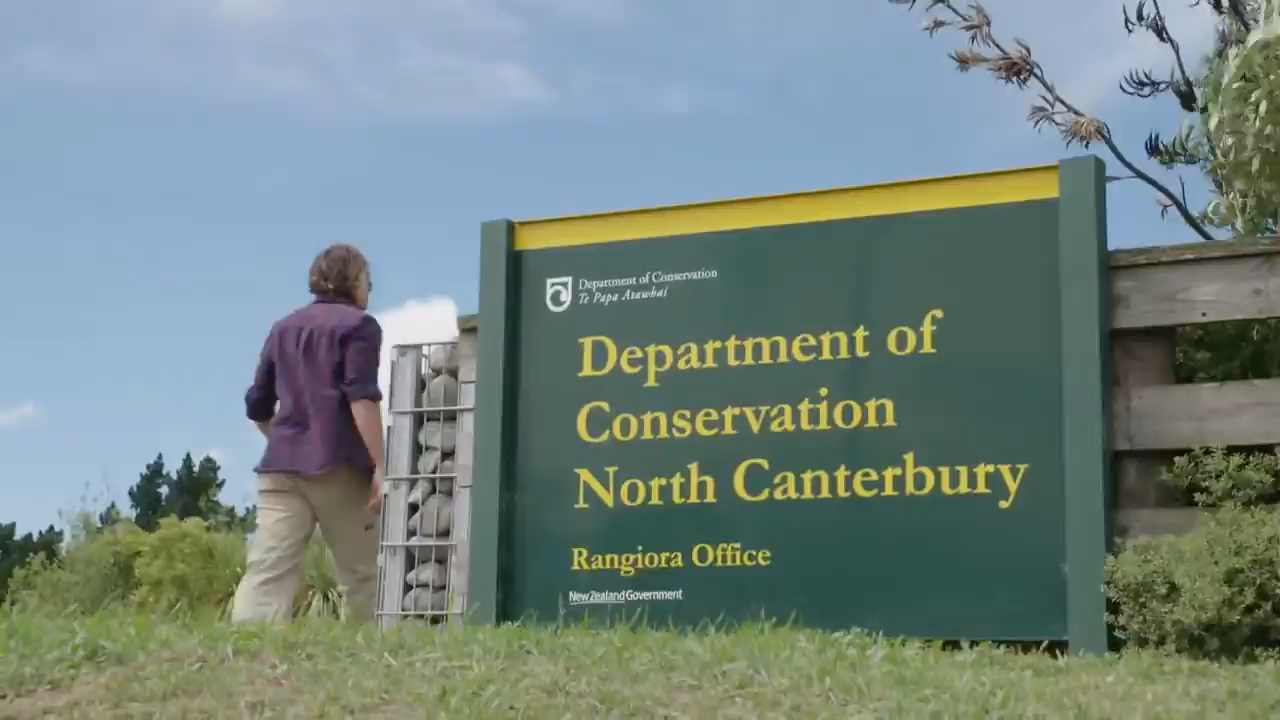 Department of Conservation
Te Papa Atawhai
Department of
Conservation
North Canterbury
Rangiora Office
New Zealand Government